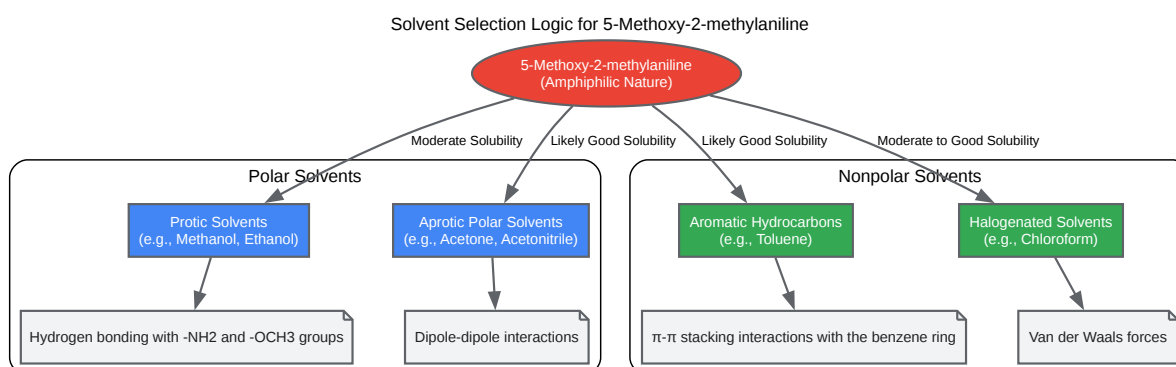 Solvent Selection Logic for 5-Methoxy-2-methylaniline
5-Methoxy-2-methylaniline
(Amphiphilic Nature)
Moderate Solubility
Likely Good Solubility
Likely Good Solubility
Moderate to Good Solubility
Polar Solvents
Nonpolar Solvents
Protic Solvents
(e.g., Methanol, Ethanol)
Aprotic Polar Solvents
(e.g., Acetone, Acetonitrile)
Aromatic Hydrocarbons
(e.g., Toluene)
Halogenated Solvents
(e.g., Chloroform)
Hydrogen bonding with -NH2 and -OCH3 groups
Dipole-dipole interactions
π-π stacking interactions with the benzene ring
Van der Waals forces